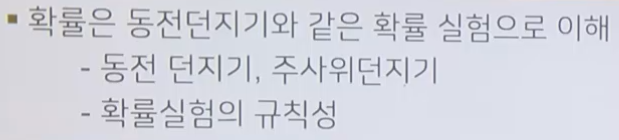 ▪ 확률은 동전던지기와 같은 확률 실험으로 이해
- 동전 던지기, 주사위던지기
- 확률실험의 규칙성